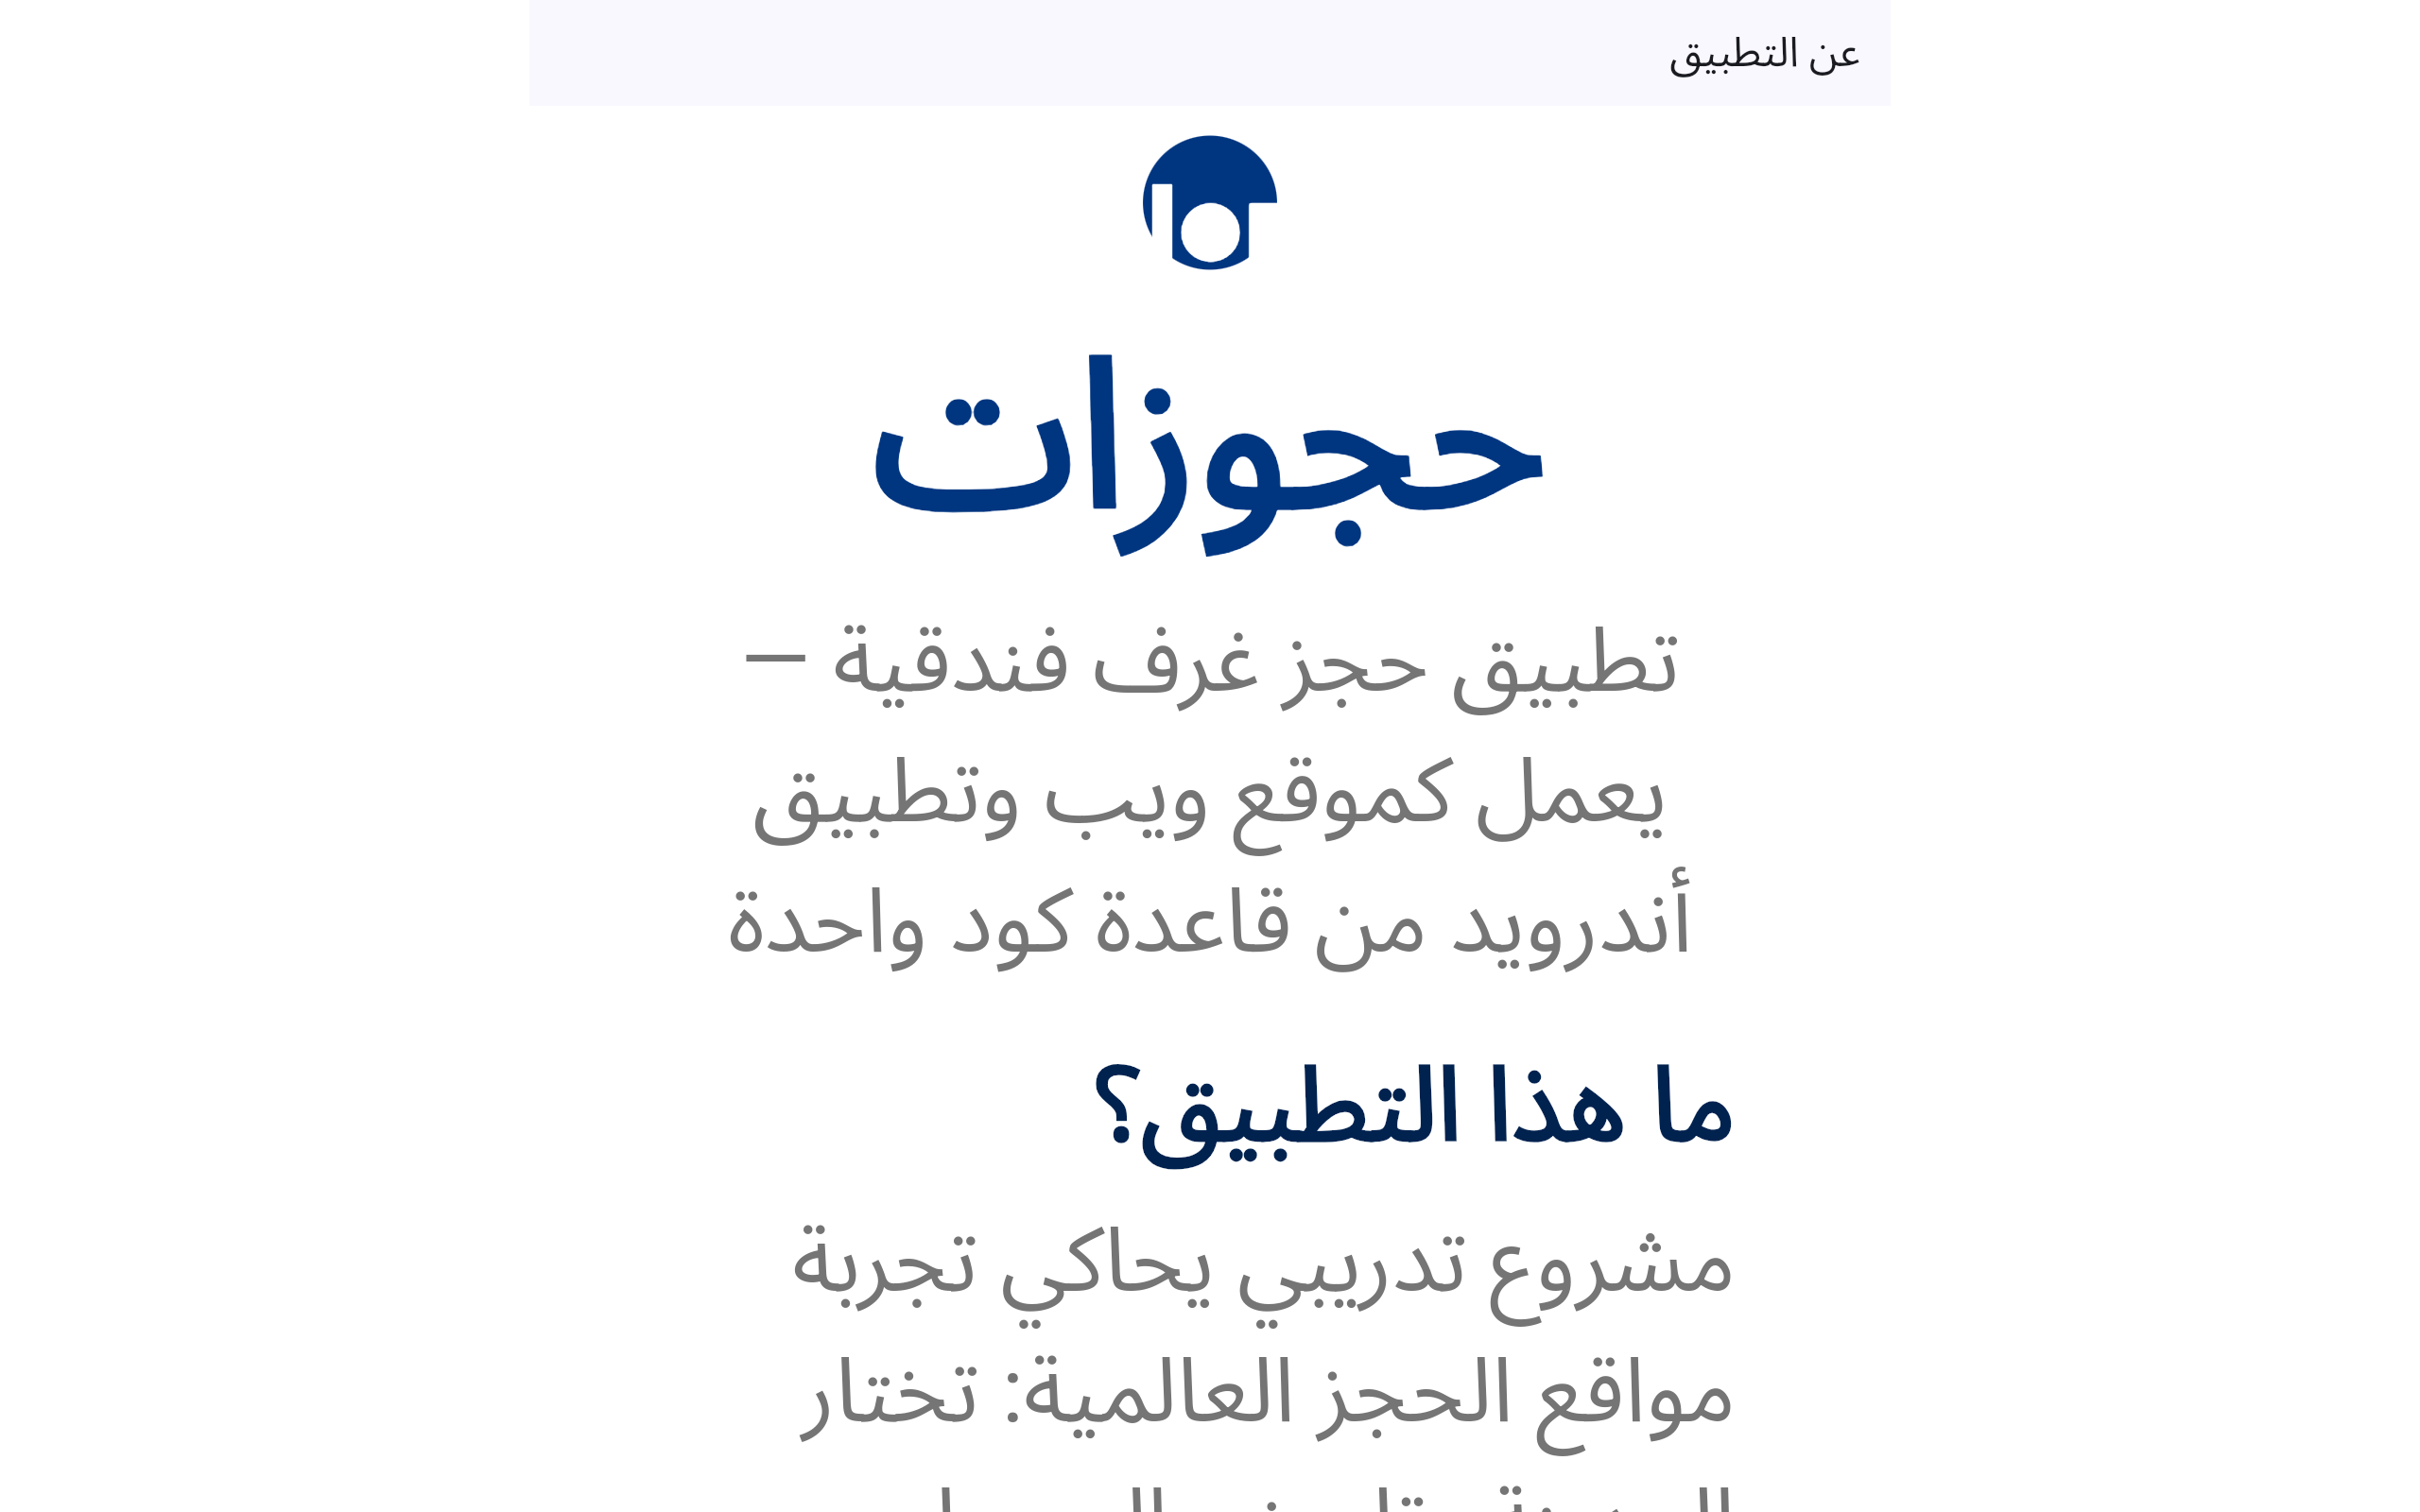 عن التطبيق
حجوزات
تطبيق حجز غرف فندقية —
يعمل كموقع ويب وتطبيق
أندرويد من قاعدة كود واحدة
ما هذا التطبيق؟
مشروع تدريبي يحاكي تجربة
مواقع الحجز العالمية: تختار